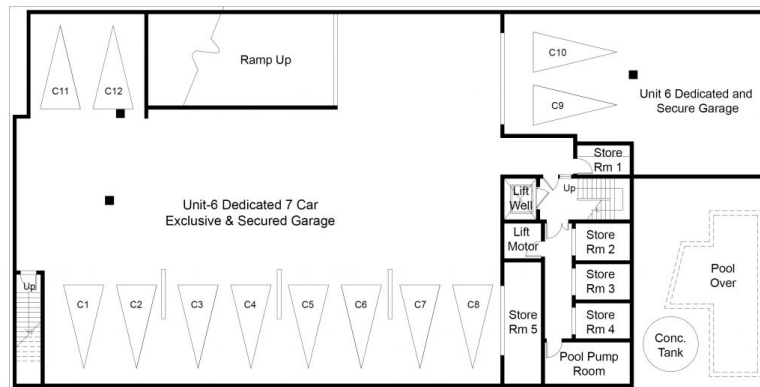 C10
Ramp Up
C11
C12
C9
Unit 6 Dedicated and
Secure Garage
Store
Rm 1
Up
Lift
Well
Unit-6 Dedicated 7 Car
Exclusive & Secured Garage
Lift
Motor
Store
Rm 2
Store
Rm 3
Store
Rm 4
Store
Rm 5
Pool Pump
Room
Pool
Over
Conc.
Tank
Up
C1
C2
C3
C4
C5
C6
C7
C8